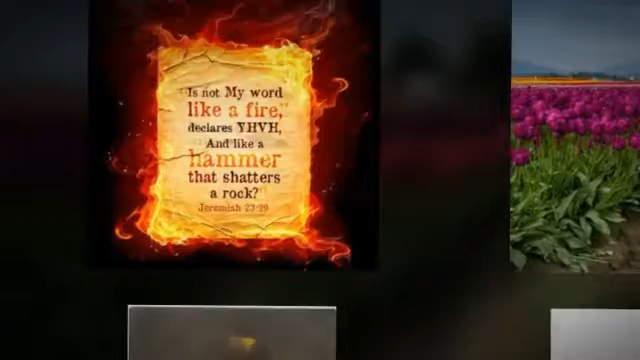 "Is not My word
like a fire,"
declares YHVH,
"And like a
hammer
that shatters
a rock?"
Jeremiah 23:29